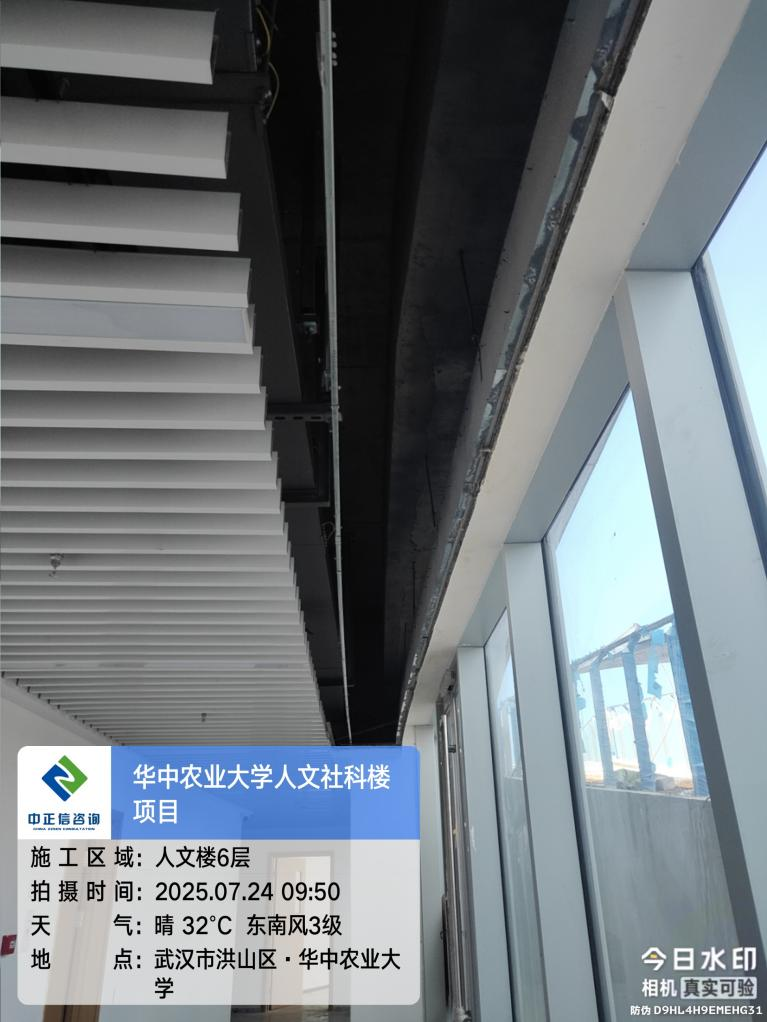 中正信咨询
CHINA ZENXN CONSULTATION
华中农业大学人文社科楼
项目
施工区域：人文楼6层
拍摄时间：2025.07.24 09:50
天气：晴 32°C 东南风3级
地点：武汉市洪山区·华中农业大
学
今日水印
相机 真实可验
防伪 D9HL4H9EMEHG31